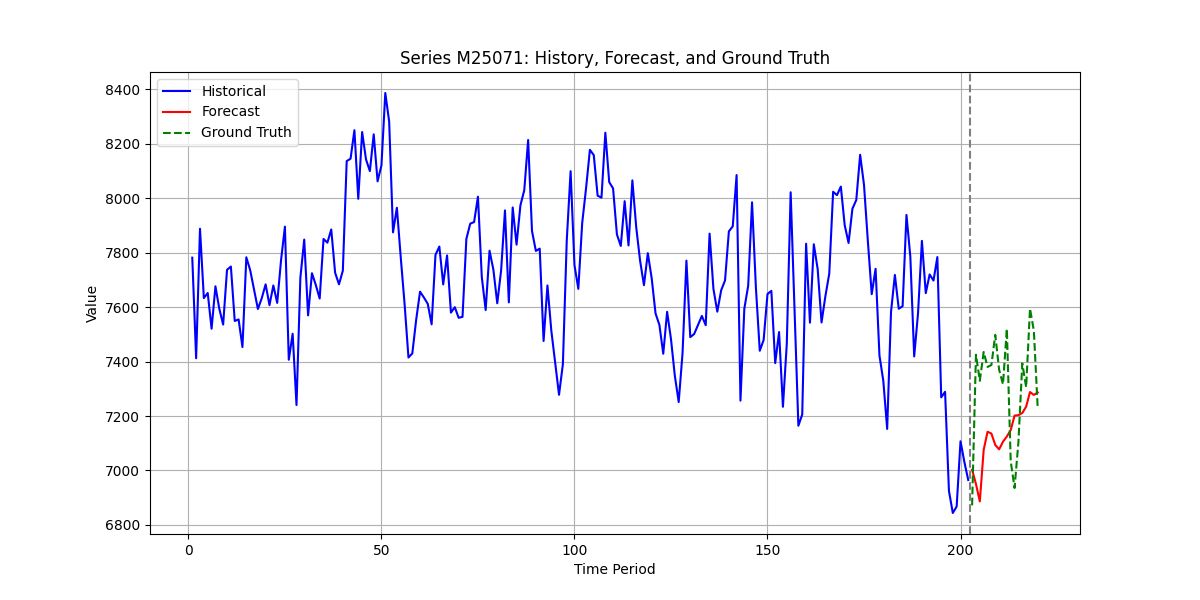 Series M25071: History, Forecast, and Ground Truth
Historical
Forecast
Ground Truth
8400
8200
8000
7800
7600
7400
7200
7000
6800
Value
0
50
100
150
200
Time Period